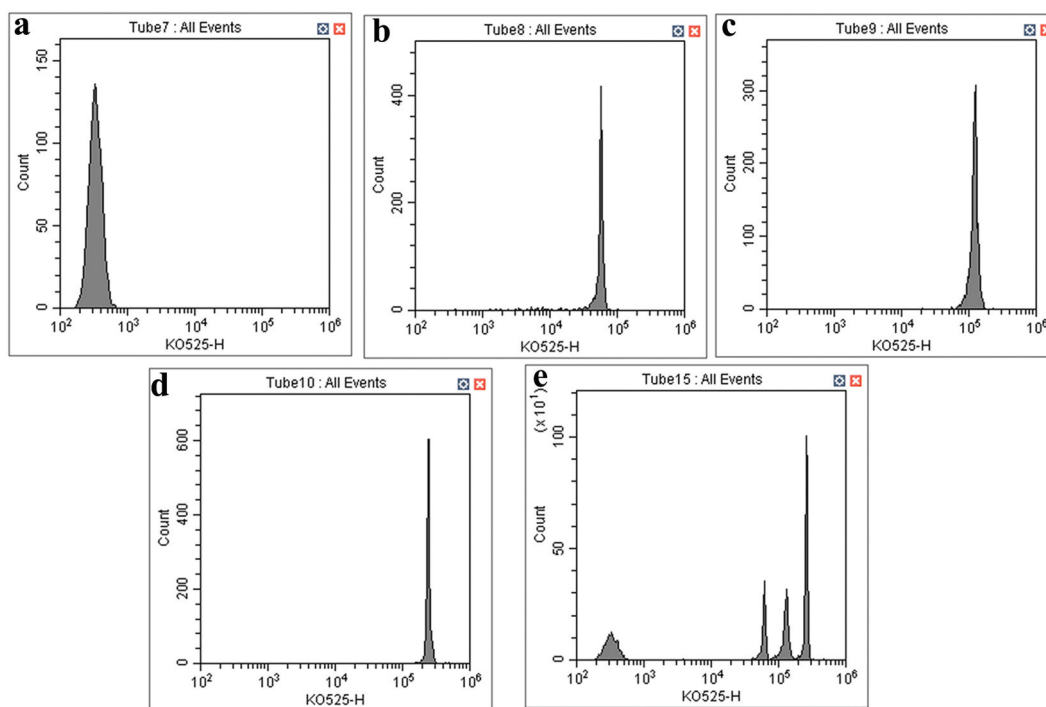 a
Tube7 : All Events
150
100
50
0
Count
10² 10³ 10⁴ 10⁵ 10⁶
KO525-H
b
Tube8 : All Events
400
200
0
Count
10² 10³ 10⁴ 10⁵ 10⁶
KO525-H
c
Tube9 : All Events
300
200
100
0
Count
10² 10³ 10⁴ 10⁵ 10⁶
KO525-H
d
Tube10 : All Events
600
400
200
0
Count
10² 10³ 10⁴ 10⁵ 10⁶
KO525-H
e
Tube15 : All Events
(x 10¹)
100
50
0
Count
10² 10³ 10⁴ 10⁵ 10⁶
KO525-H